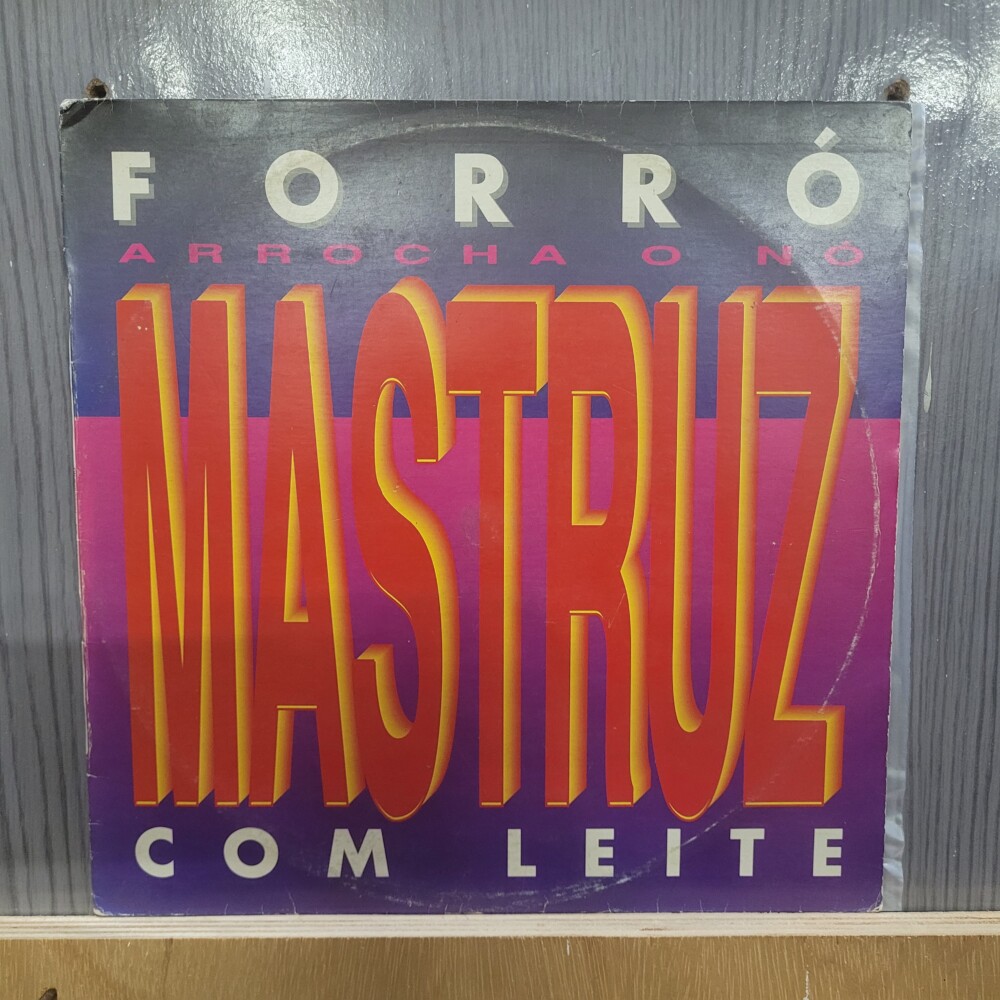 FORRÓ
ARROCHA O NÓ
MASTRUZ
COM LEITE